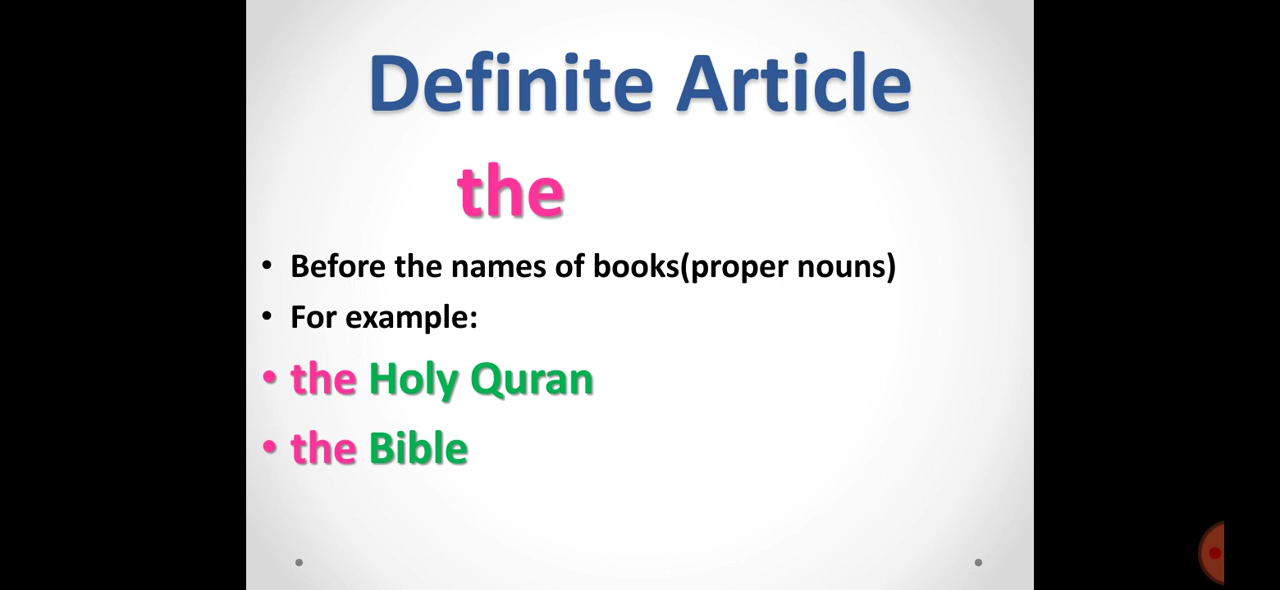 Definite Article
the
• Before the names of books(proper nouns)
• For example:
• the Holy Quran
• the Bible